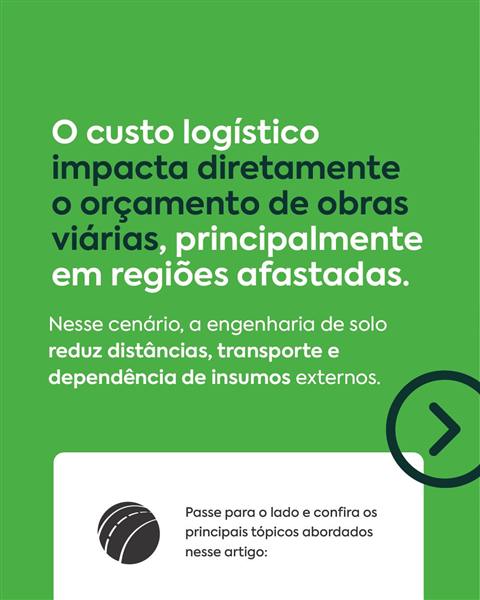 O custo logístico
impacta diretamente
o orçamento de obras
viárias, principalmente
em regiões afastadas.
Nesse cenário, a engenharia de solo
reduz distâncias, transporte e
dependência de insumos externos.
Passe para o lado e confira os
principais tópicos abordados
nesse artigo: